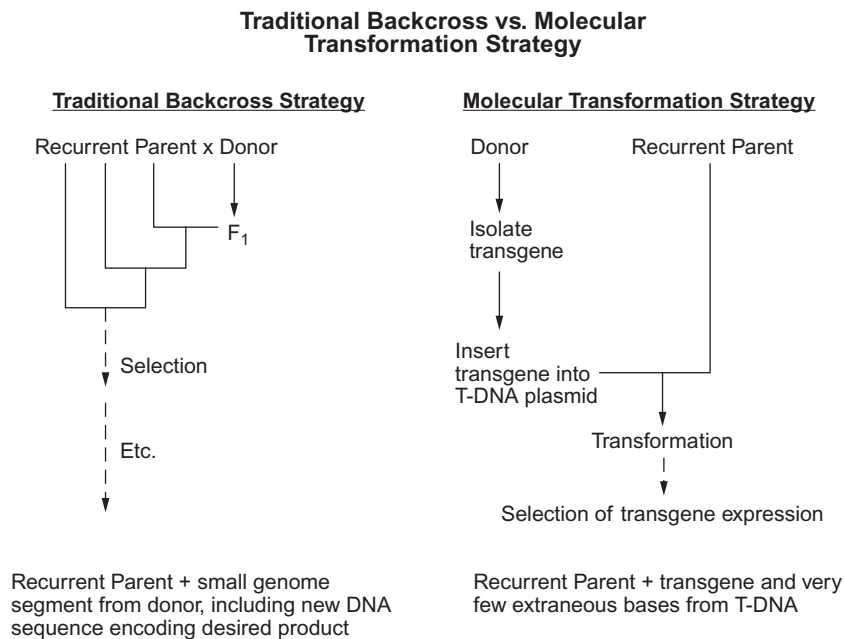 Traditional Backcross vs. Molecular
Transformation Strategy
Traditional Backcross Strategy
Recurrent Parent x Donor
F1
Selection
Etc.
Recurrent Parent + small genome
segment from donor, including new DNA
sequence encoding desired product
Molecular Transformation Strategy
Donor
Recurrent Parent
Isolate
transgene
Insert
transgene into
T-DNA plasmid
Transformation
Selection of transgene expression
Recurrent Parent + transgene and very
few extraneous bases from T-DNA